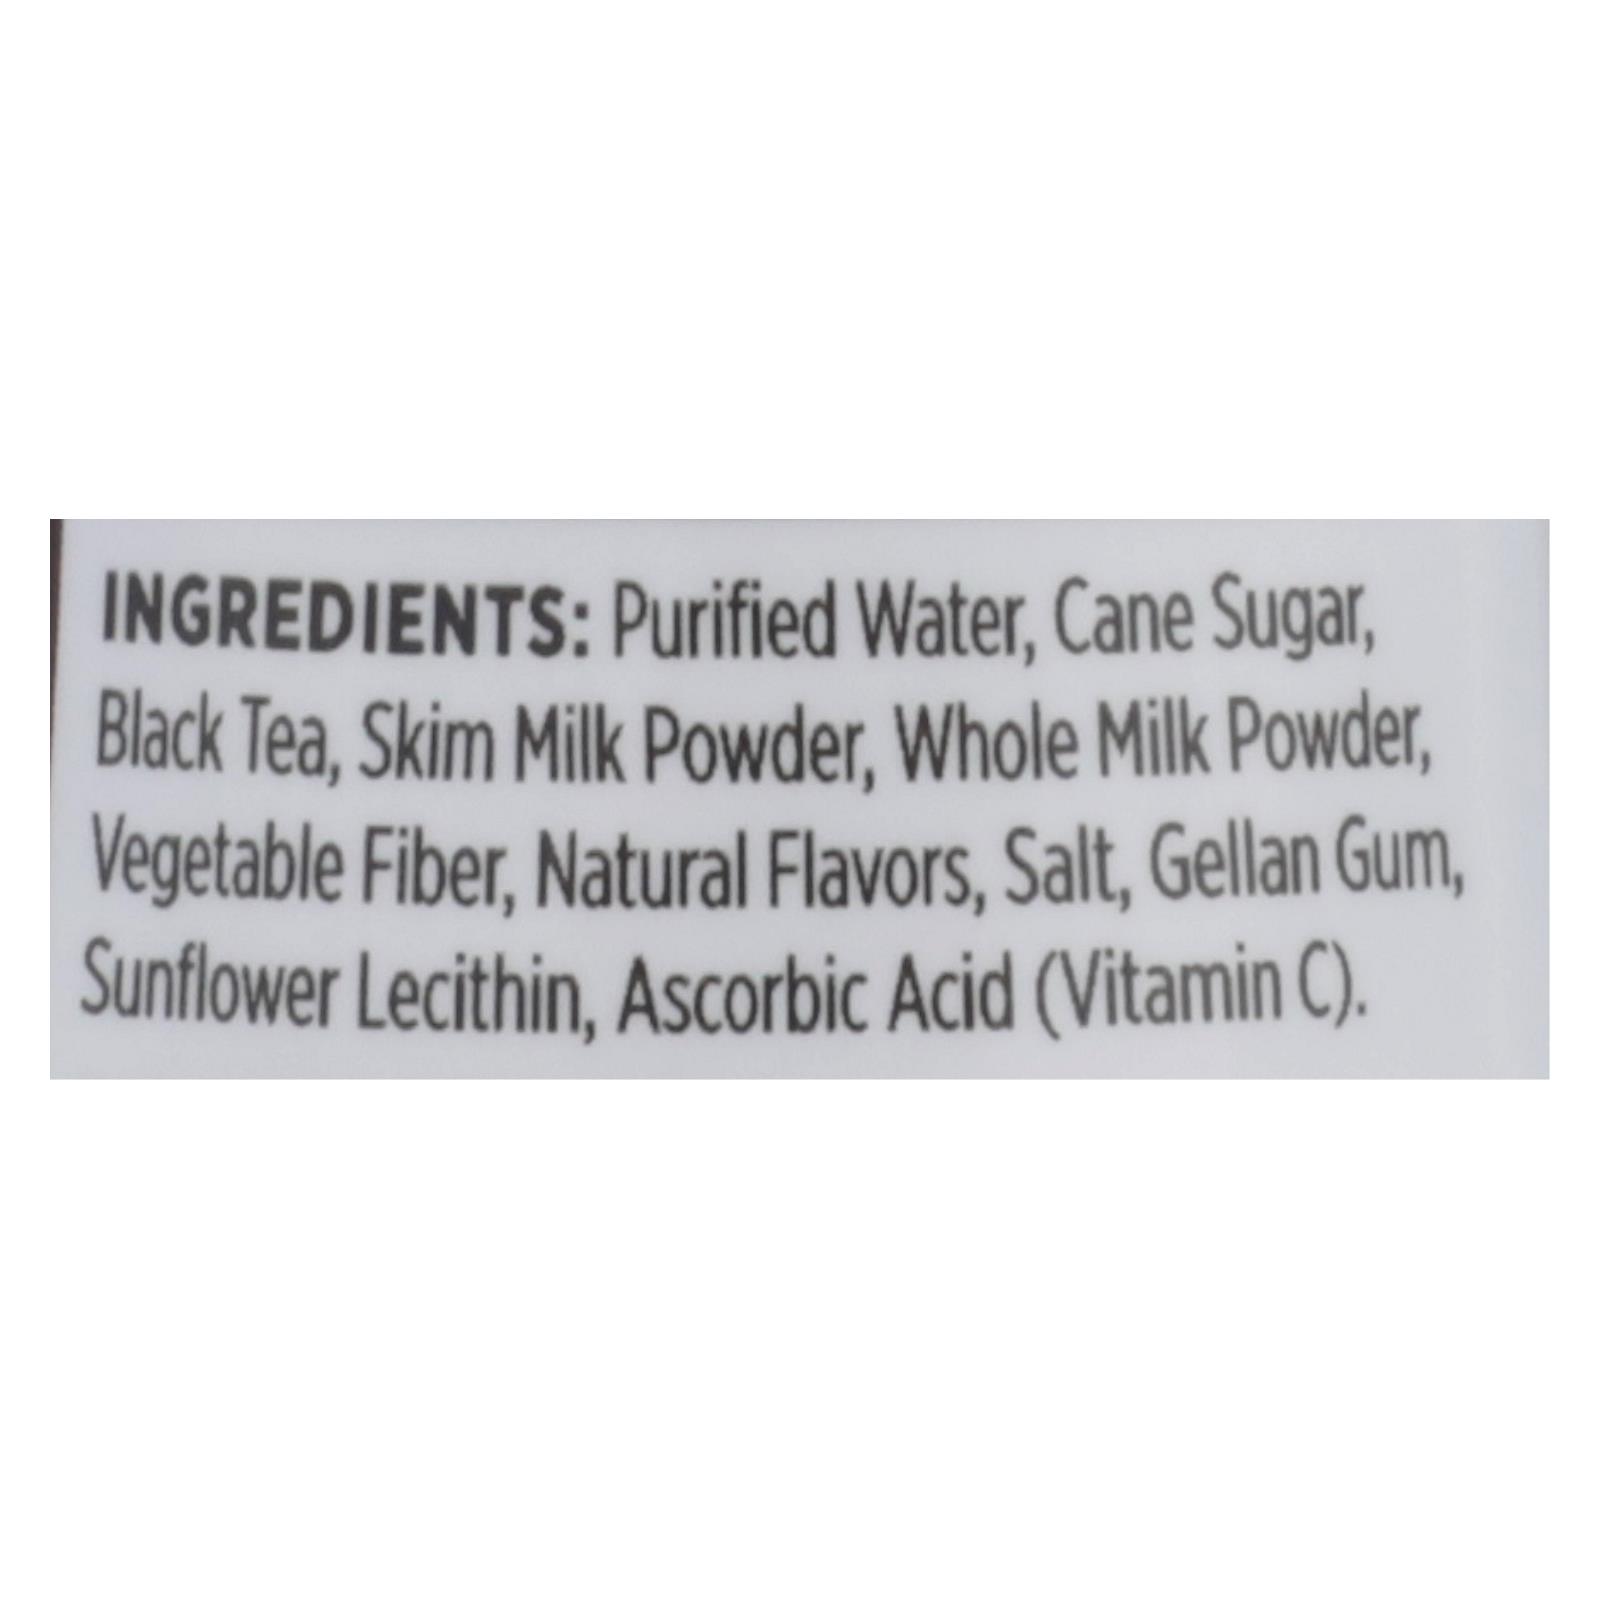 INGREDIENTS: Purified Water, Cane Sugar,
Black Tea, Skim Milk Powder, Whole Milk Powder,
Vegetable Fiber, Natural Flavors, Salt, Gellan Gum,
Sunflower Lecithin, Ascorbic Acid (Vitamin C).